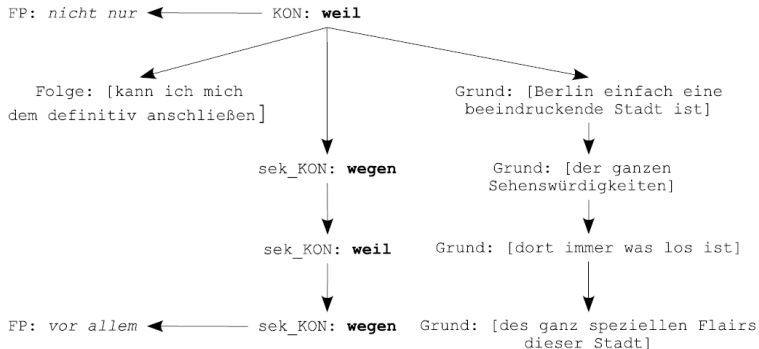 FP: nicht nur KON: weil
Folge: [kann ich mich
dem definitiv anschließen]
Grund: [Berlin einfach eine
beeindruckende Stadt ist]
sek_KON: wegen
Grund: [der ganzen
Sehenswürdigkeiten]
sek_KON: weil
Grund: [dort immer was los ist]
FP: vor allem
sek_KON: wegen
Grund: [des ganz speziellen Flairs
dieser Stadt]